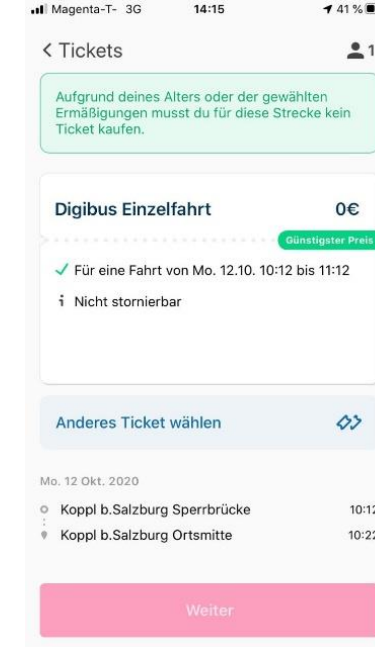 Magenta-T- 3G 14:15 41 %
< Tickets 1
Aufgrund deines Alters oder der gewählten
Ermäßigungen musst du für diese Strecke kein
Ticket kaufen.
Digibus Einzelfahrt 0€
Günstigster Preis
Für eine Fahrt von Mo. 12.10. 10:12 bis 11:12
Nicht stornierbar
Anderes Ticket wählen
Mo. 12 Okt. 2020
Koppl b.Salzburg Sperrbrücke 10:12
Koppl b.Salzburg Ortsmitte 10:22
Weiter